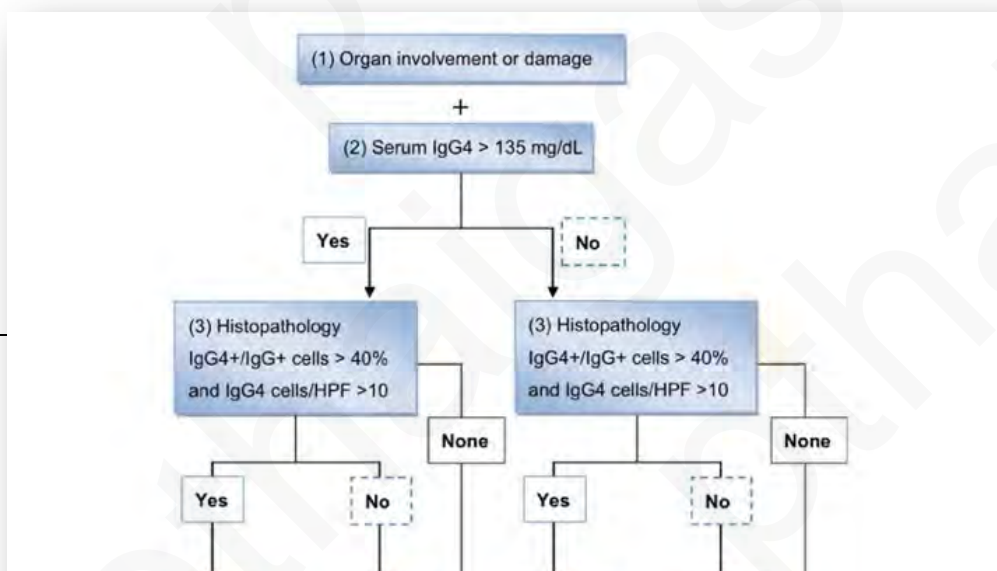 (1) Organ involvement or damage
+
(2) Serum IgG4 > 135 mg/dL
Yes
No
(3) Histopathology
IgG4+/IgG+ cells > 40%
and IgG4 cells/HPF >10
(3) Histopathology
IgG4+/IgG+ cells > 40%
and IgG4 cells/HPF >10
None
None
Yes
No
Yes
No